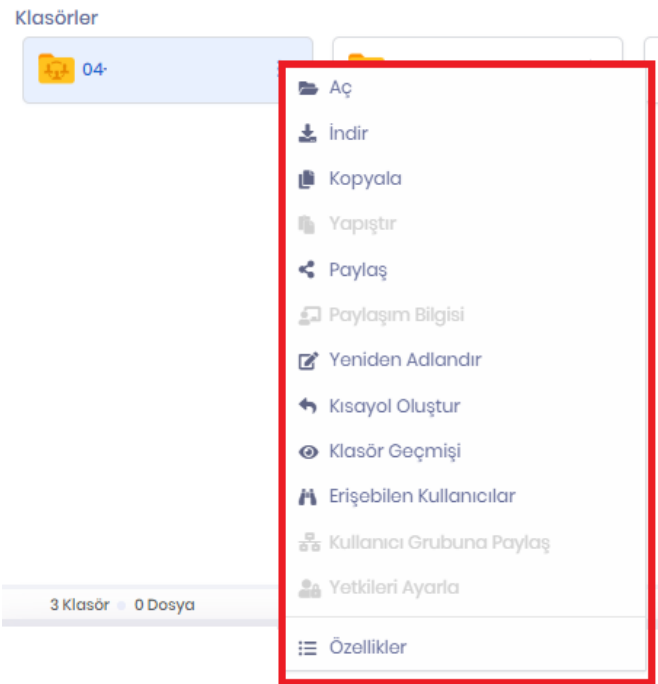 Klasörler
04-
Aç
İndir
Kopyala
Yapıştır
Paylaş
Paylaşım Bilgisi
Yeniden Adlandır
Kısayol Oluştur
Klasör Geçmişi
Erişebilen Kullanıcılar
Kullanıcı Grubuna Paylaş
Yetkileri Ayarla
3 Klasör 0 Dosya
Özellikler